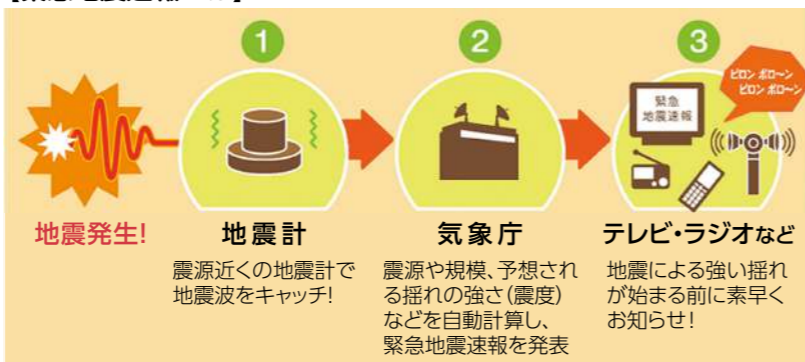 1
2
3
ピロン ポローン
ピロン ポローン
緊急
地震速報
地震発生!
地震計
震源近くの地震計で
地震波をキャッチ!
気象庁
震源や規模、予想され
る揺れの強さ(震度)
などを自動計算し、
緊急地震速報を発表
テレビ・ラジオなど
地震による強い揺れ
が始まる前に素早く
お知らせ!